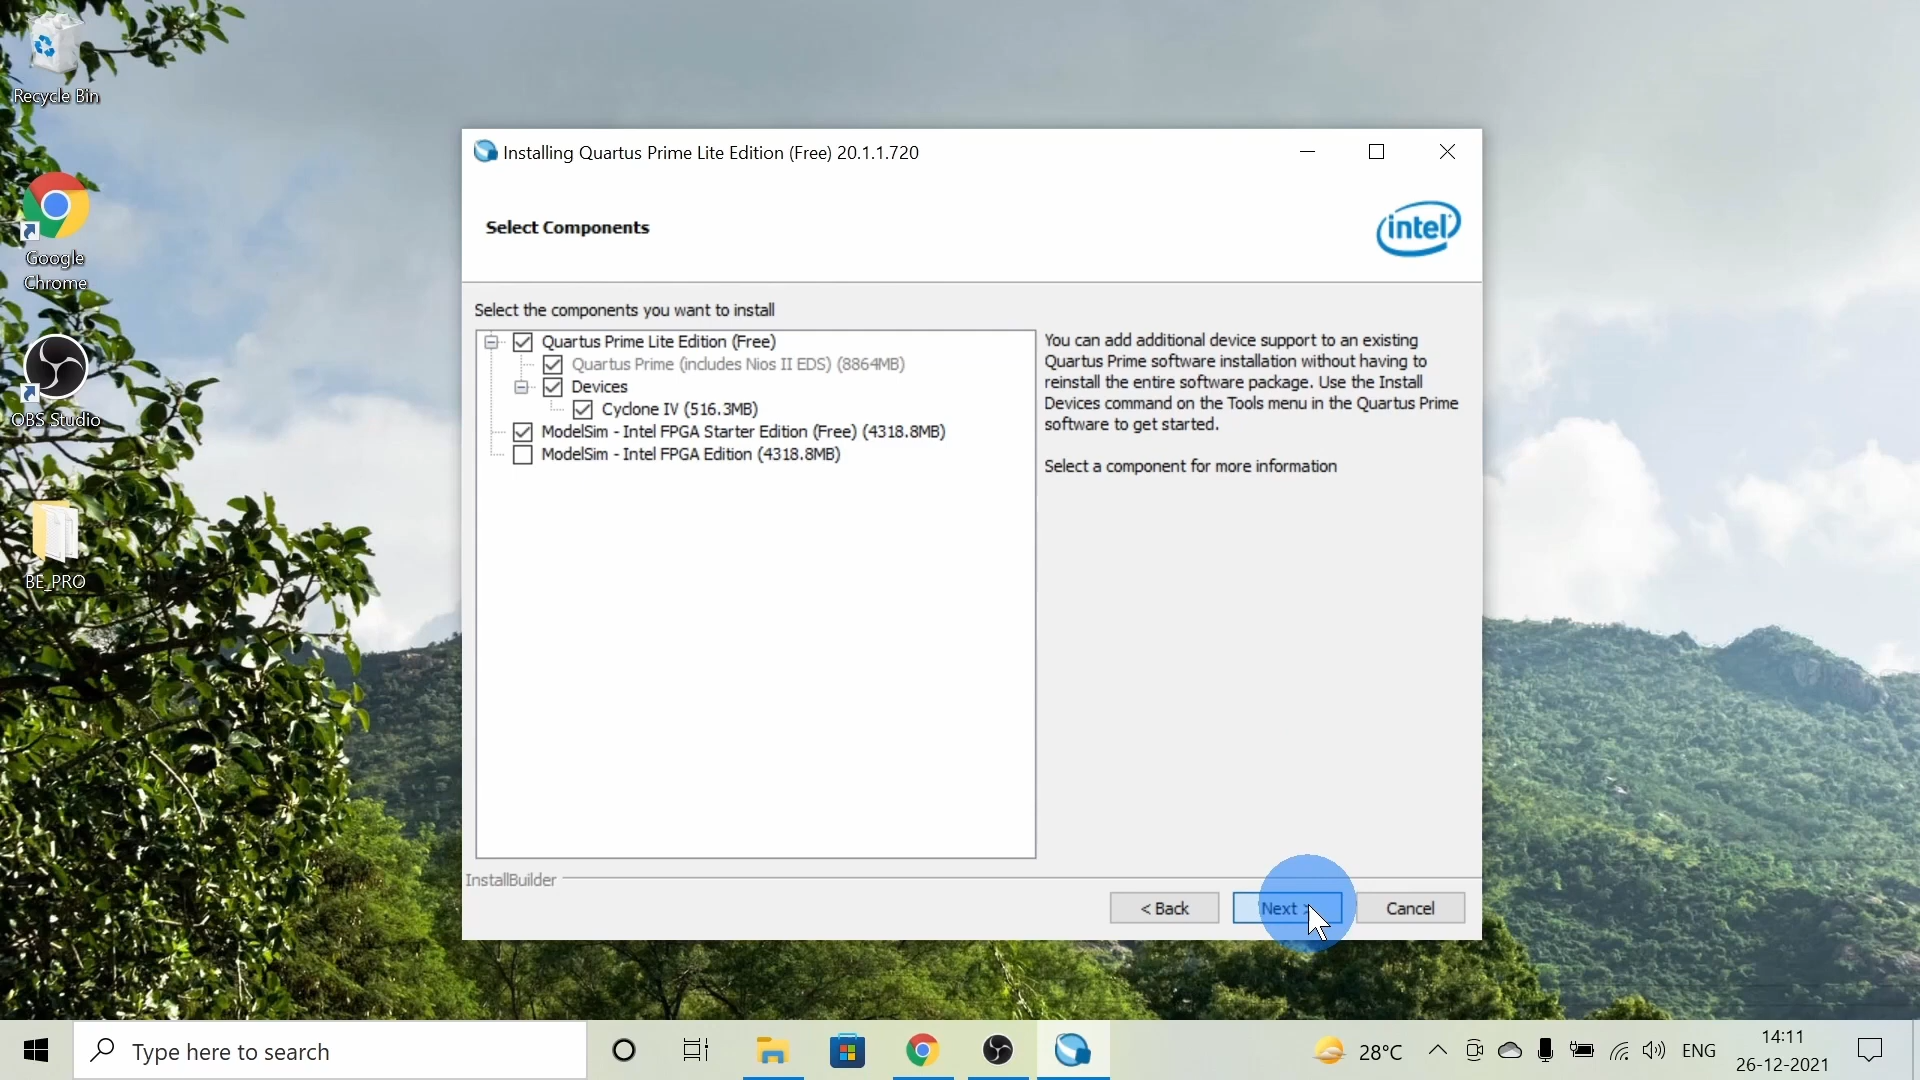 Recycle Bin
Google
Chrome
OBS Studio
BE_PRO
Installing Quartus Prime Lite Edition (Free) 20.1.1.720
Select Components
intel
Select the components you want to install
Quartus Prime Lite Edition (Free)
Quartus Prime (includes Nios II EDS) (8864MB)
Devices
Cyclone IV (516.3MB)
ModelSim - Intel FPGA Starter Edition (Free) (4318.8MB)
ModelSim - Intel FPGA Edition (4318.8MB)
You can add additional device support to an existing
Quartus Prime software installation without having to
reinstall the entire software package. Use the Install
Devices command on the Tools menu in the Quartus Prime
software to get started.
Select a component for more information
InstallBuilder
< Back
Next >
Cancel
Type here to search
28°C
ENG
14:11
26-12-2021